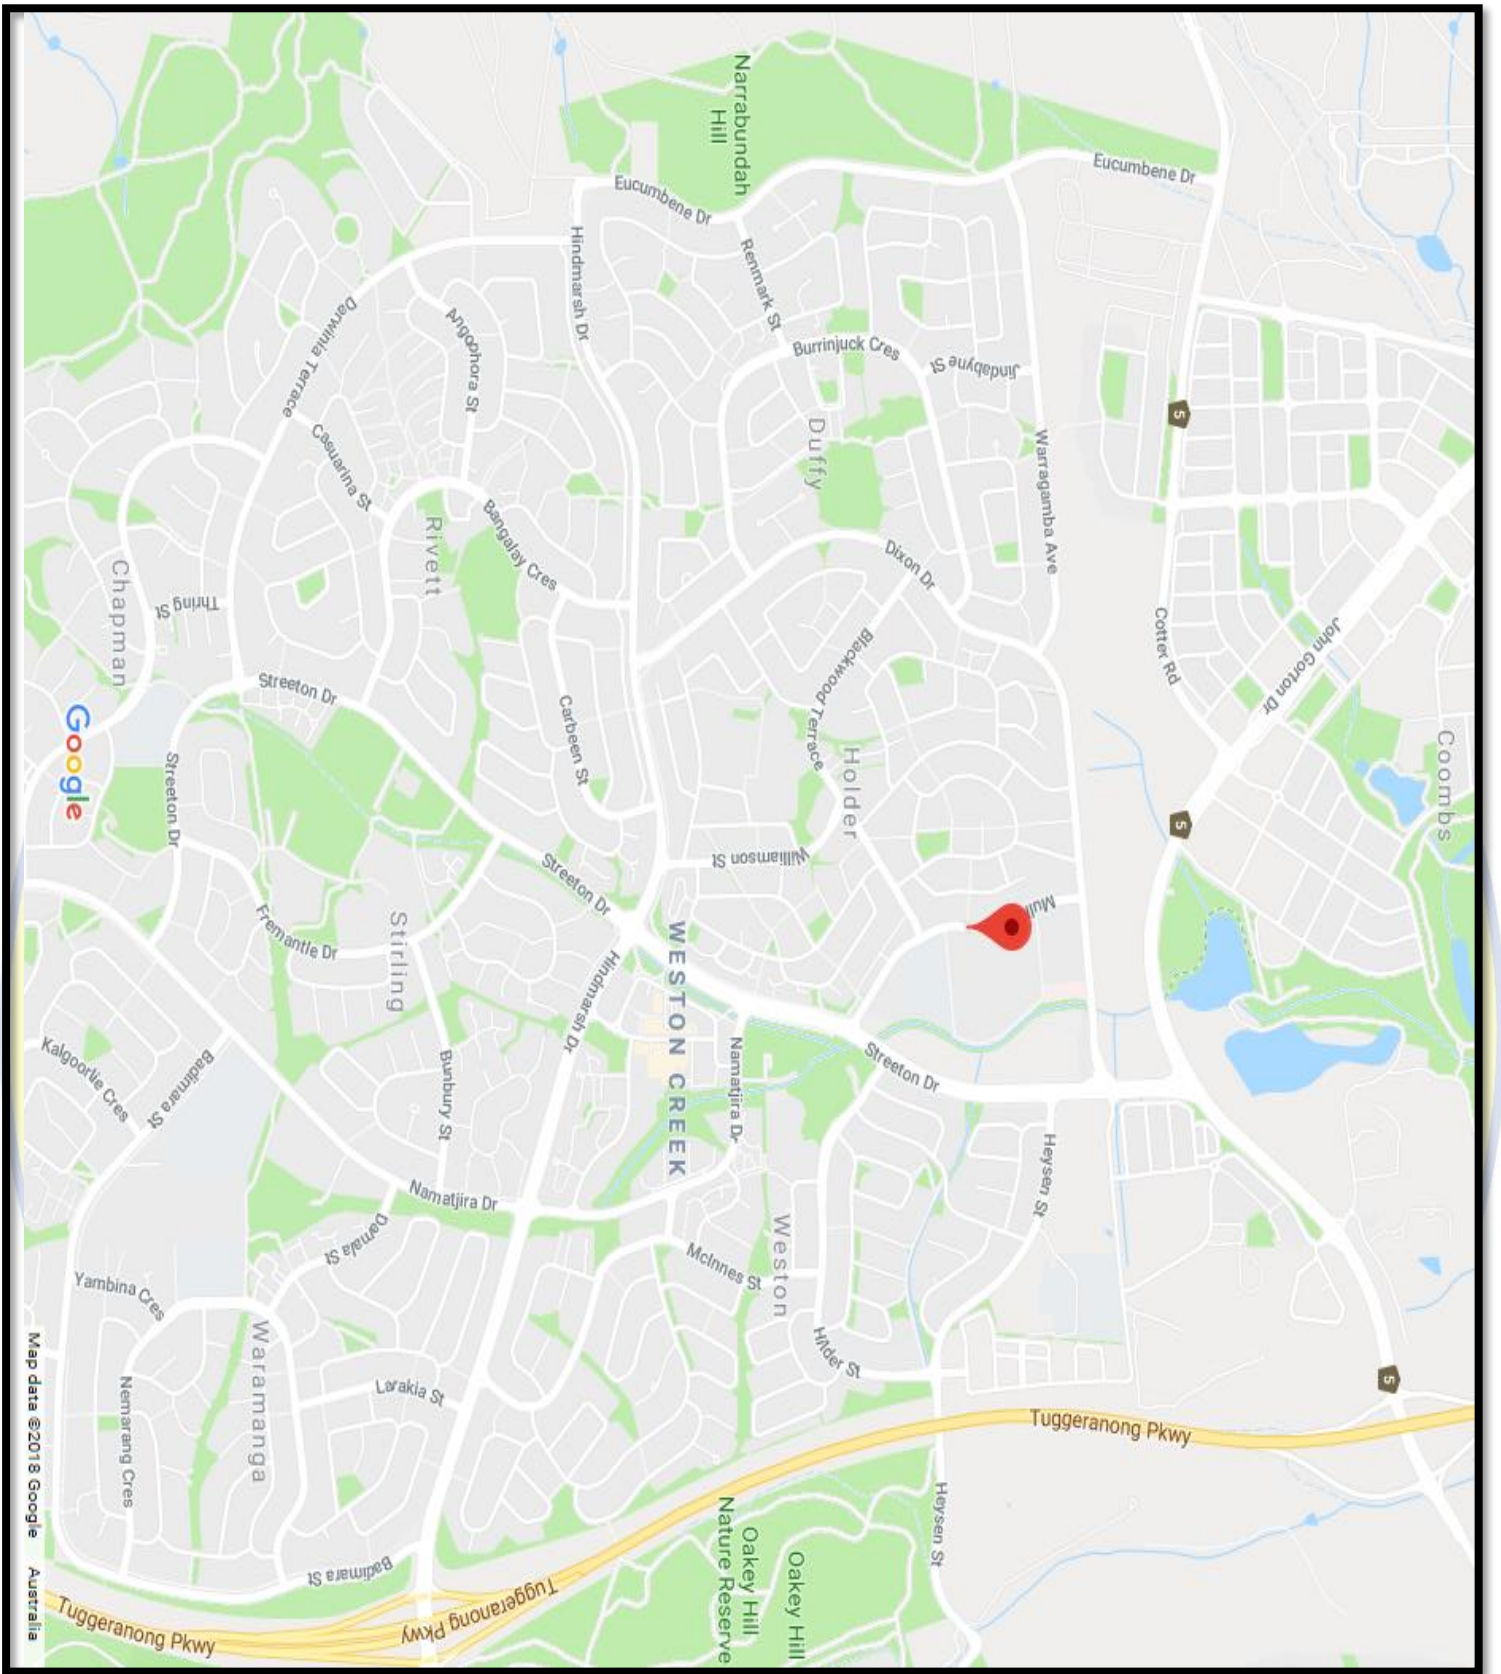 Narrabundah
Hill
Eucumbene Dr
Eucumbene Dr
Hindmarsh Dr
Renmark St
Burrinjuck Cres
Jindabyne St
Darwinia Terrace
Angophora St
Casuarina St
Duffy
Warragamba Ave
5
Rivett
Bangalay Cres
Dixon Dr
Chapman
Thring St
Blackwood Terrace
Cotter Rd
John Gorton Dr
Streeton Dr
Carbeen St
Holder
Coombs
Google
Streeton Dr
Williamson St
5
Streeton Dr
Fremantle Dr
Stirling
WESTON CREEK
Hindmarsh Dr
Namatjira Dr
Streeton Dr
Kalgoorlie Cres
Badimara St
Bunbury St
Heysen St
Namatjira Dr
Damala St
McInnes St
Weston
Yambina Cres
Hilder St
Waramanga
Nemarang Cres
Larakia St
5
Tuggeranong Pkwy
Heysen St
Oakey Hill
Oakey Hill
Nature Reserve
Badimara St
Tuggeranong Pkwy
Tuggeranong Pkwy
Map data ©2018 Google Australia